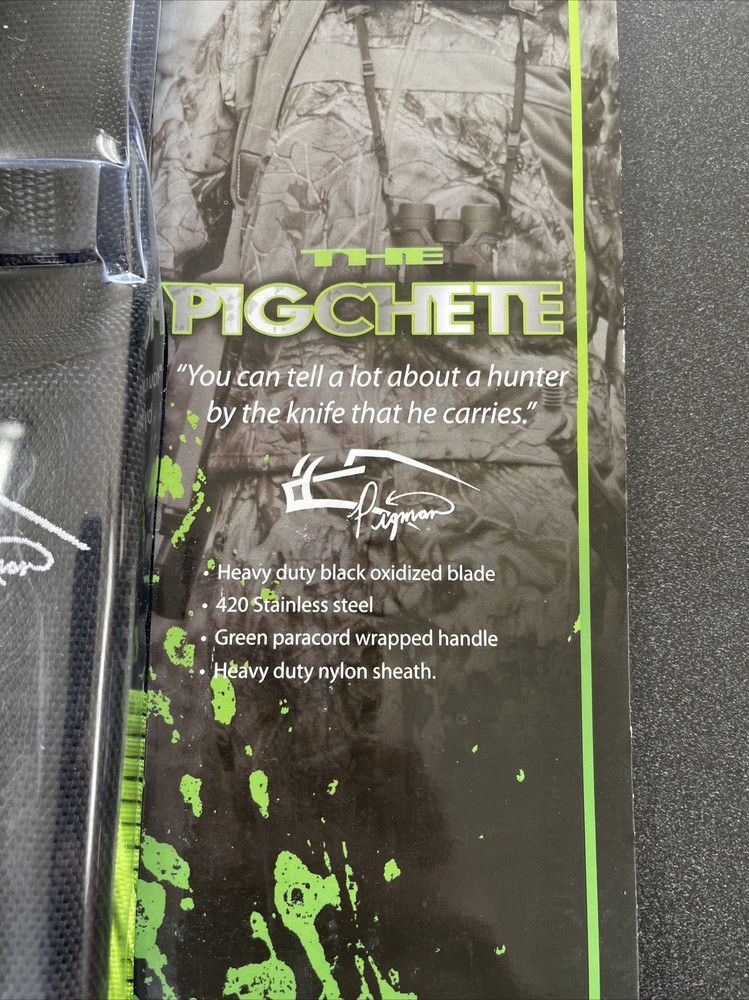 THE
PIGCHETE
“You can tell a lot about a hunter
by the knife that he carries.”
Pigman
• Heavy duty black oxidized blade
• 420 Stainless steel
• Green paracord wrapped handle
• Heavy duty nylon sheath.